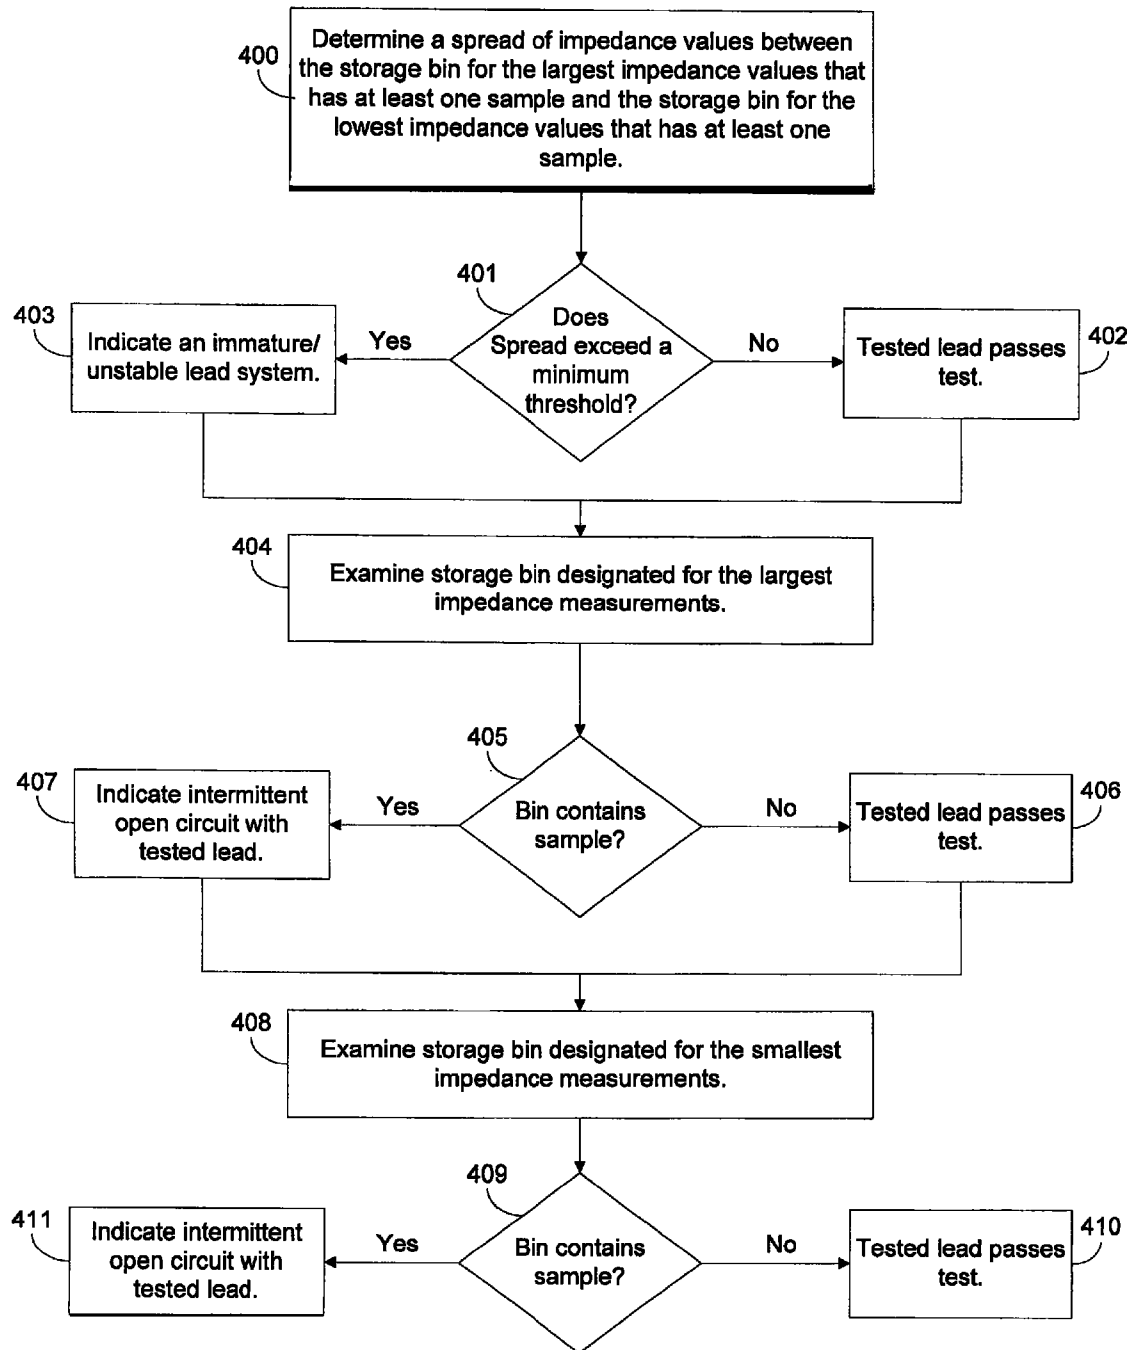 400
Determine a spread of impedance values between
the storage bin for the largest impedance values that
has at least one sample and the storage bin for the
lowest impedance values that has at least one
sample.
401
Does
Spread exceed a
minimum
threshold?
Yes
No
403
Indicate an immature/
unstable lead system.
Tested lead passes
test.
402
404
Examine storage bin designated for the largest
impedance measurements.
405
Bin contains
sample?
Yes
No
407
Indicate intermittent
open circuit with
tested lead.
Tested lead passes
test.
406
408
Examine storage bin designated for the smallest
impedance measurements.
409
Bin contains
sample?
Yes
No
411
Indicate intermittent
open circuit with
tested lead.
Tested lead passes
test.
410